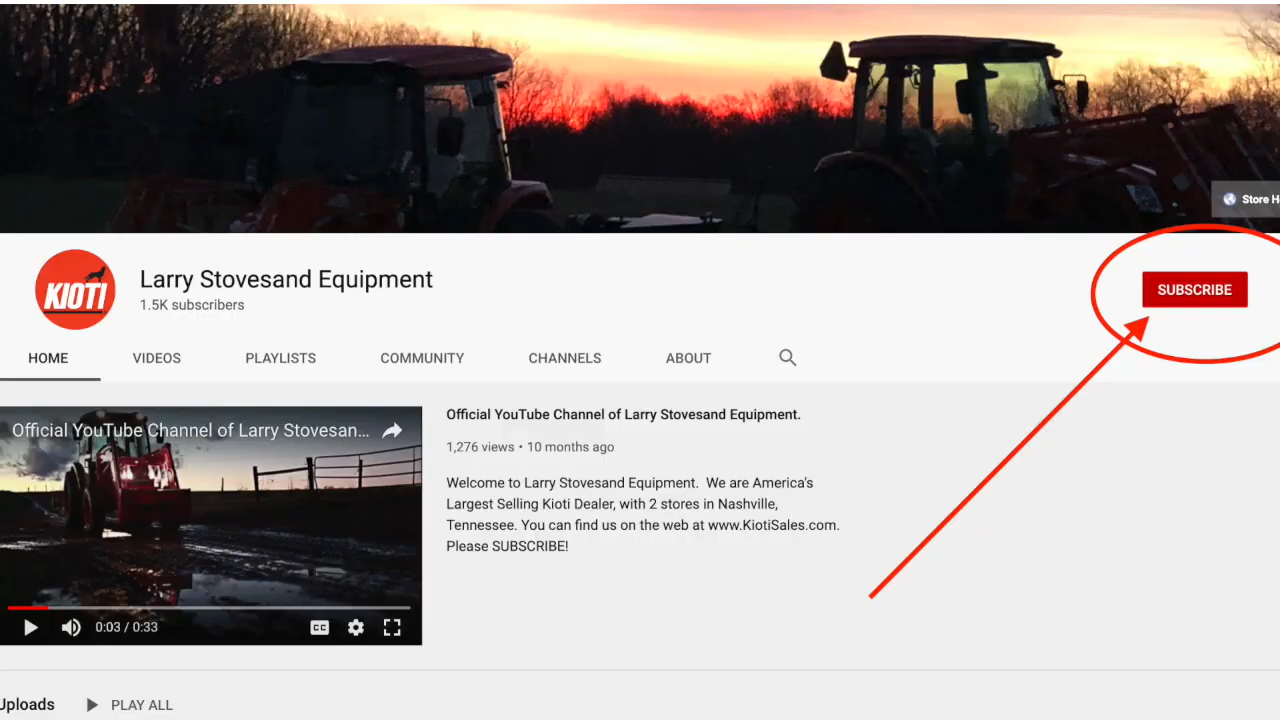 Store H
KIOTI
Larry Stovesand Equipment
1.5K subscribers
SUBSCRIBE
HOME VIDEOS PLAYLISTS COMMUNITY CHANNELS ABOUT
Official YouTube Channel of Larry Stovesan...
Official YouTube Channel of Larry Stovesand Equipment.
1,276 views • 10 months ago
Welcome to Larry Stovesand Equipment. We are America's
Largest Selling Kioti Dealer, with 2 stores in Nashville,
Tennessee. You can find us on the web at www.KiotiSales.com.
Please SUBSCRIBE!
0:03 / 0:33
CC
Uploads PLAY ALL